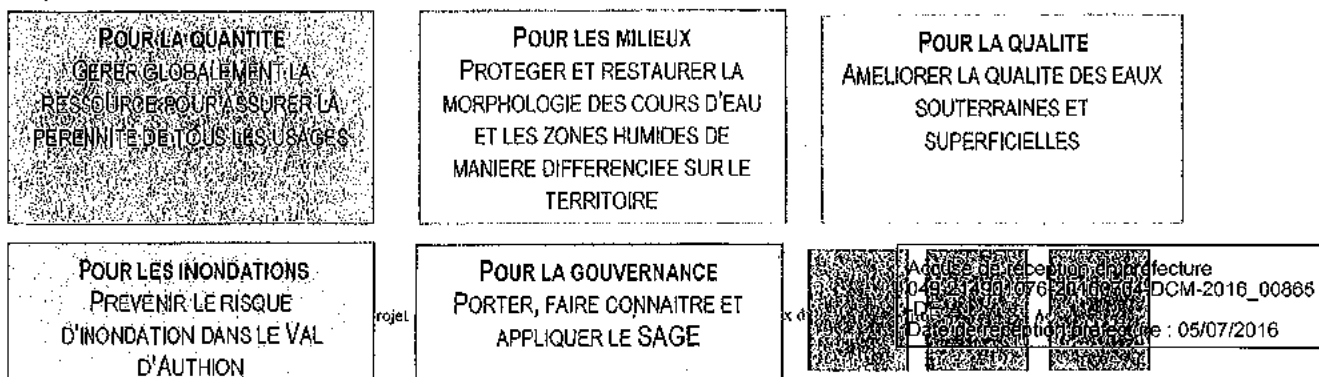 POUR LA QUANTITE
GERER GLOBALEMENT LA
RESSOURCE POUR ASSURER LA
PERENNITE DE TOUS LES USAGES
POUR LES MILIEUX
PROTEGER ET RESTAURER LA
MORPHOLOGIE DES COURS D'EAU
ET LES ZONES HUMIDES DE
MANIERE DIFFERENCIEE SUR LE
TERRITOIRE
POUR LA QUALITE
AMELIORER LA QUALITE DES EAUX
SOUTERRAINES ET
SUPERFICIELLES
POUR LES INONDATIONS
PREVENIR LE RISQUE
D'INONDATION DANS LE VAL
D'AUTHION
rojet
POUR LA GOUVERNANCE
PORTER, FAIRE CONNAITRE ET
APPLIQUER LE SAGE
x d
Accusé de réception en préfecture
DCM-2016_00865
Date de réception préfecture : 05/07/2016